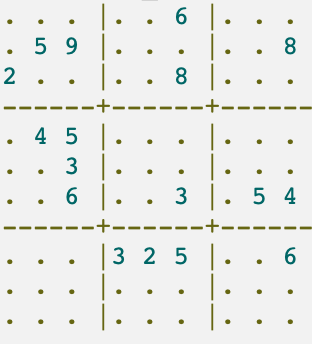 . . . | . . 6 | . . .
. 5 9 | . . . | . . 8
2 . . | . . 8 | . . .
------+------+------
. 4 5 | . . . | . . .
. . 3 | . . . | . . .
. . 6 | . . 3 | . 5 4
------+------+------
. . . | 3 2 5 | . . 6
. . . | . . . | . . .
. . . | . . . | . . .